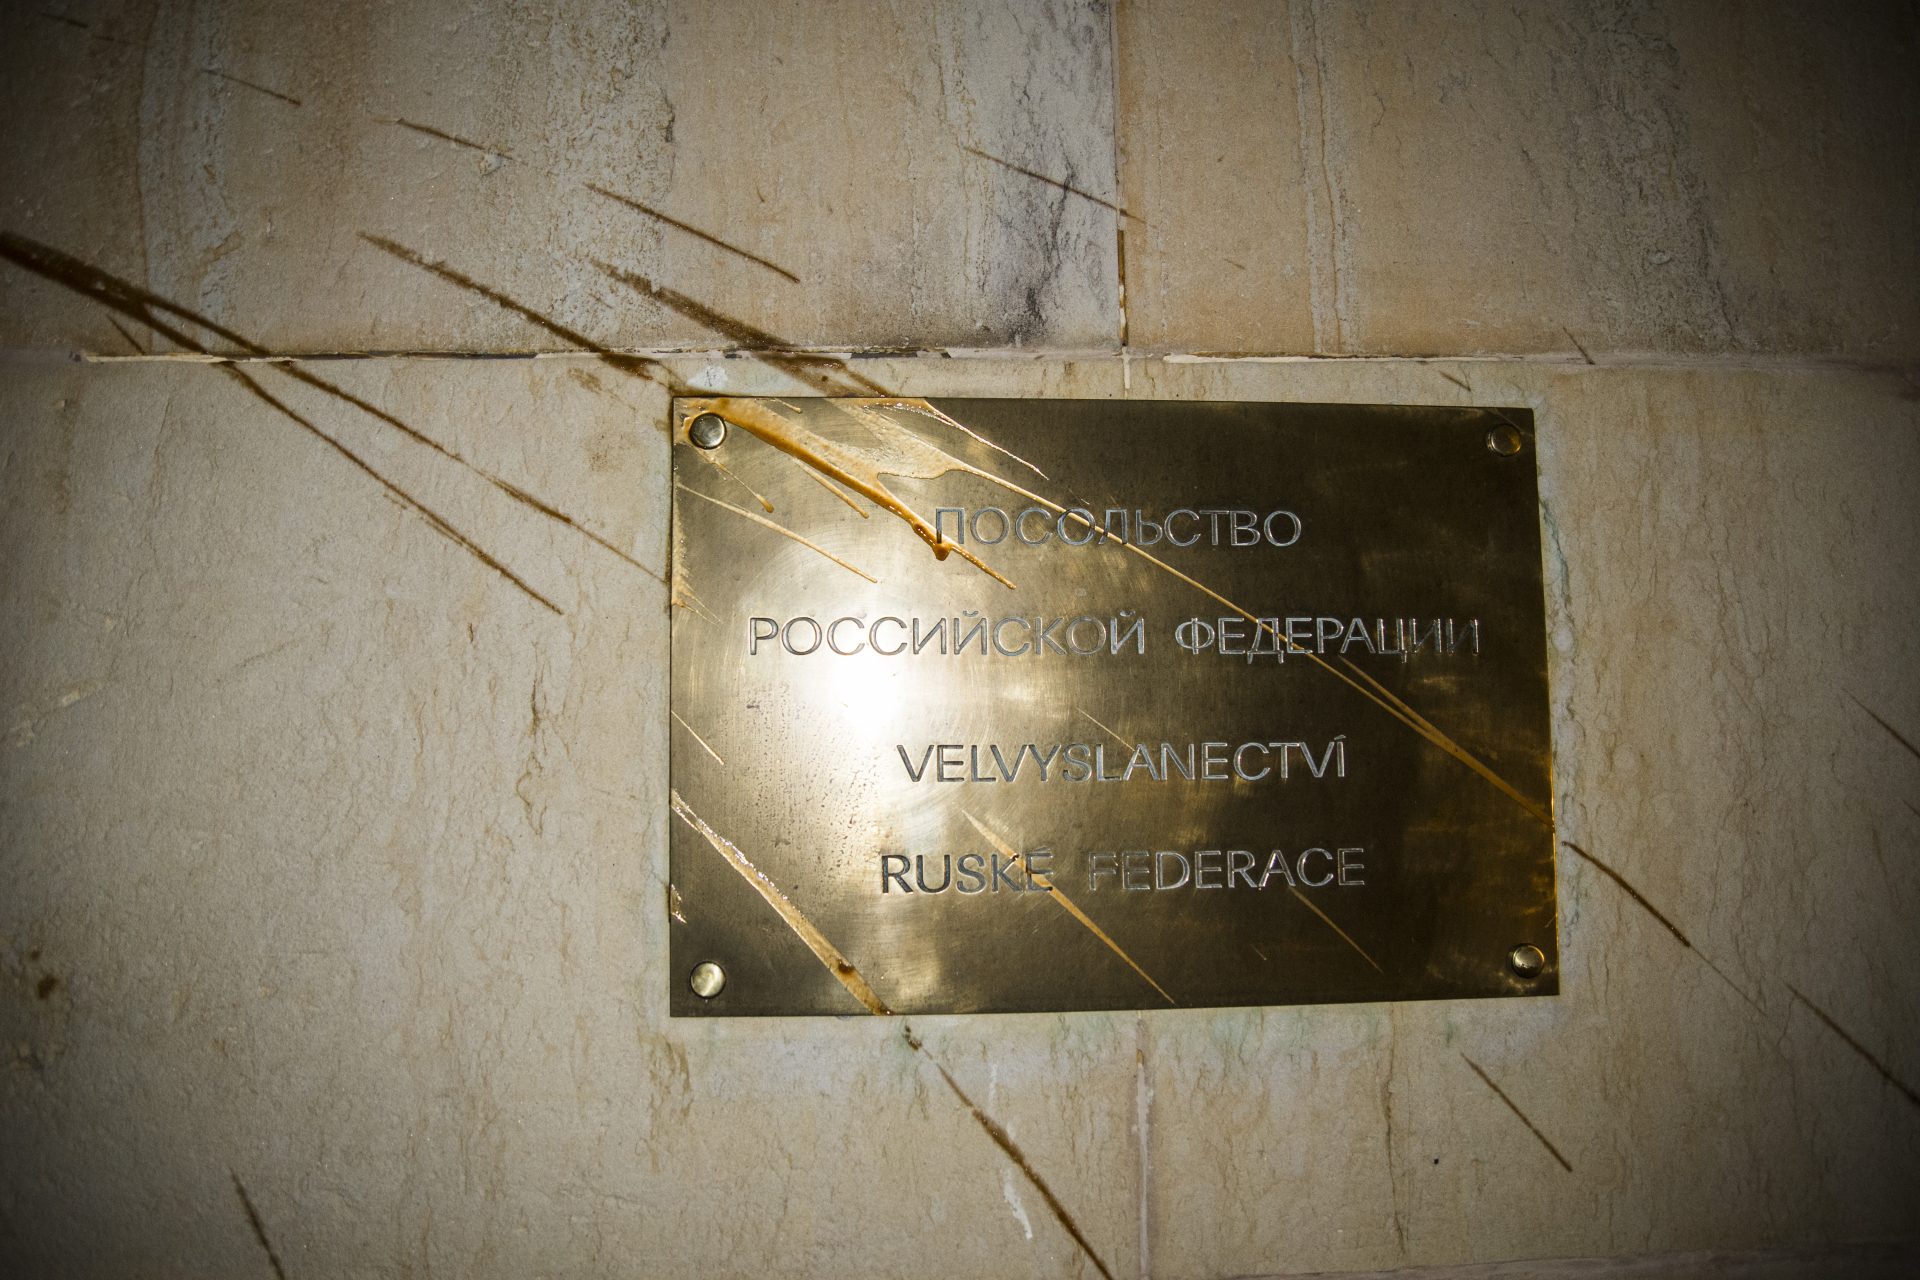 ПОСОЛЬСТВО
РОССИЙСКОЙ ФЕДЕРАЦИИ
VELVYSLANECTVÍ
RUSKÉ FEDERACE